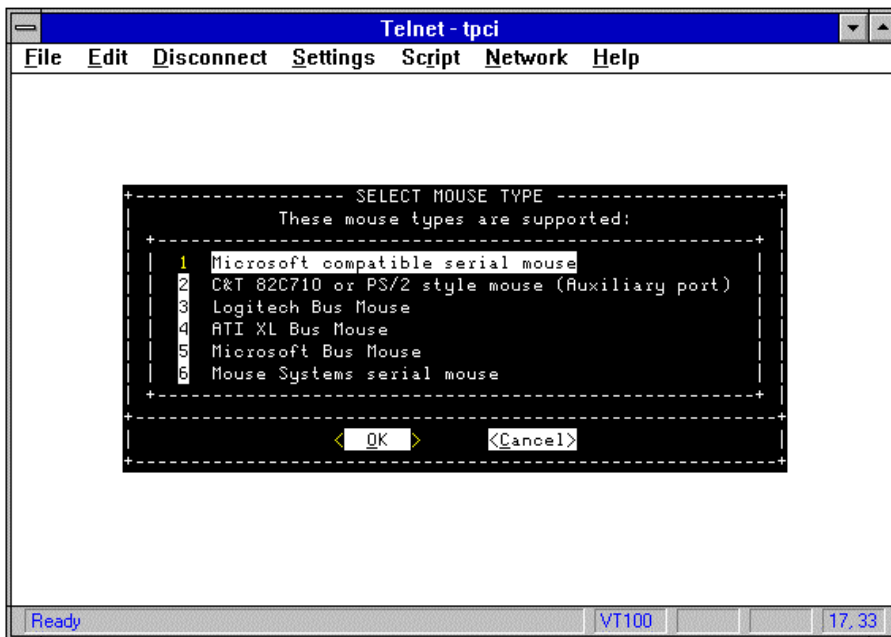 Telnet - tpci
File Edit Disconnect Settings Script Network Help
SELECT MOUSE TYPE
These mouse types are supported:
1 Microsoft compatible serial mouse
2 C&T 82C710 or PS/2 style mouse (Auxiliary port)
3 Logitech Bus Mouse
4 ATI XL Bus Mouse
5 Microsoft Bus Mouse
6 Mouse Systems serial mouse
< OK > <Cancel>
Ready VT100 17, 33